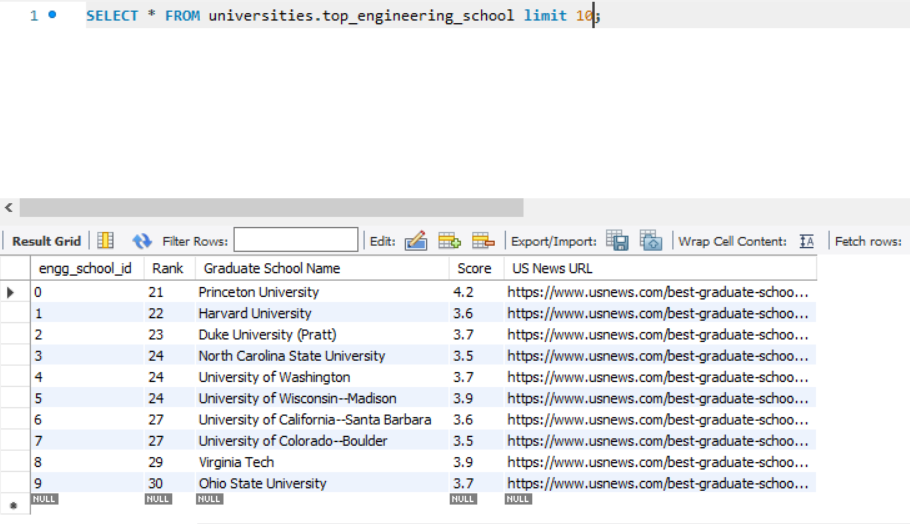 1 SELECT * FROM universities.top_engineering_school limit 10;
Result Grid Filter Rows: Edit: Export/Import: Wrap Cell Content: IA Fetch rows:
engg_school_id Rank Graduate School Name Score US News URL
0 21 Princeton University 4.2 https://www.usnews.com/best-graduate-schoo...
1 22 Harvard University 3.6 https://www.usnews.com/best-graduate-schoo...
2 23 Duke University (Pratt) 3.7 https://www.usnews.com/best-graduate-schoo...
3 24 North Carolina State University 3.5 https://www.usnews.com/best-graduate-schoo...
4 24 University of Washington 3.7 https://www.usnews.com/best-graduate-schoo...
5 24 University of Wisconsin--Madison 3.9 https://www.usnews.com/best-graduate-schoo...
6 27 University of California--Santa Barbara 3.6 https://www.usnews.com/best-graduate-schoo...
7 27 University of Colorado--Boulder 3.5 https://www.usnews.com/best-graduate-schoo...
8 29 Virginia Tech 3.9 https://www.usnews.com/best-graduate-schoo...
9 30 Ohio State University 3.7 https://www.usnews.com/best-graduate-schoo...
NULL NULL NULL NULL NULL